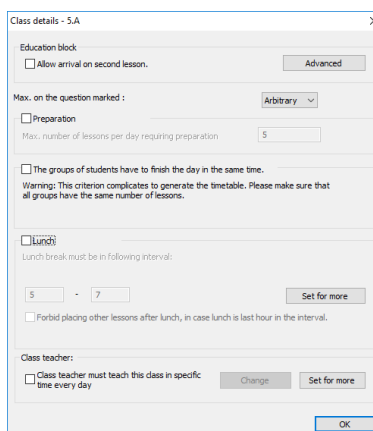 Class details - 5.A
Education block
Allow arrival on second lesson.
Advanced
Max. on the question marked :
Arbitrary
Preparation
Max. number of lessons per day requiring preparation
5
The groups of students have to finish the day in the same time.
Warning: This criterion complicates to generate the timetable. Please make sure that
all groups have the same number of lessons.
Lunch
Lunch break must be in following interval:
5 - 7
Set for more
Forbid placing other lessons after lunch, in case lunch is last hour in the interval.
Class teacher:
Class teacher must teach this class in specific
time every day
Change
Set for more
OK